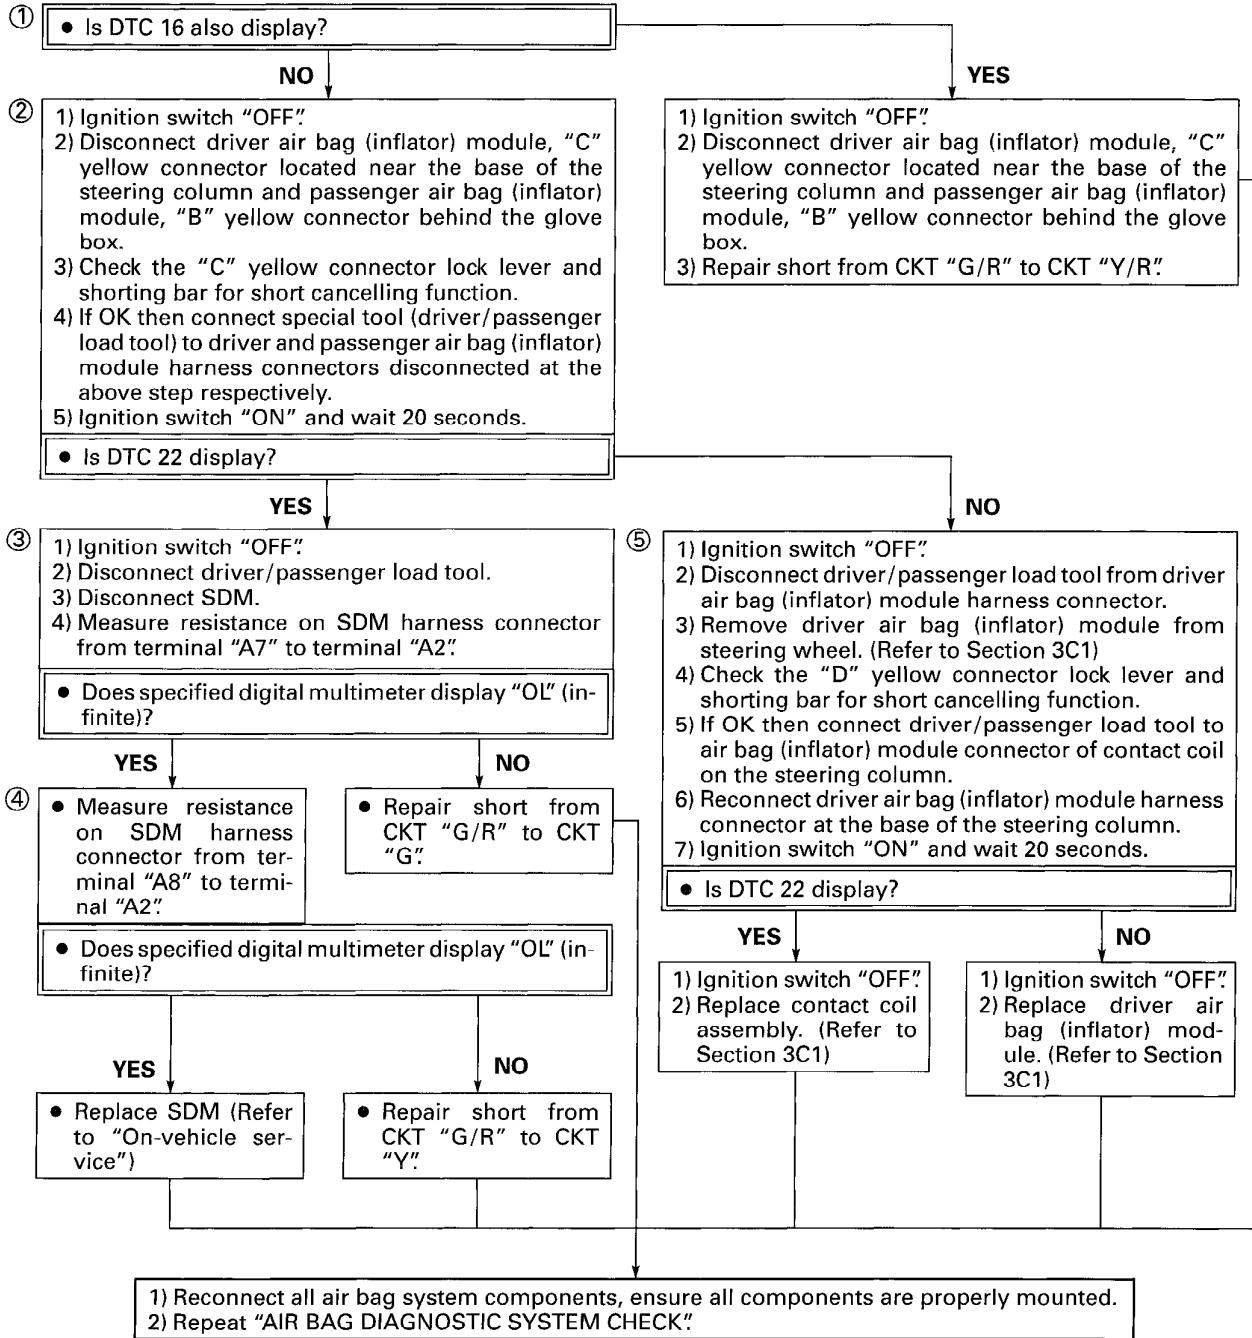 ①
• Is DTC 16 also display?
NO
YES
②
1) Ignition switch “OFF”.
2) Disconnect driver air bag (inflator) module, “C”
yellow connector located near the base of the
steering column and passenger air bag (inflator)
module, “B” yellow connector behind the glove
box.
3) Check the “C” yellow connector lock lever and
shorting bar for short cancelling function.
4) If OK then connect special tool (driver/passenger
load tool) to driver and passenger air bag (inflator)
module harness connectors disconnected at the
above step respectively.
5) Ignition switch “ON” and wait 20 seconds.
• Is DTC 22 display?
1) Ignition switch “OFF”.
2) Disconnect driver air bag (inflator) module, “C”
yellow connector located near the base of the
steering column and passenger air bag (inflator)
module, “B” yellow connector behind the glove
box.
3) Repair short from CKT “G/R” to CKT “Y/R”.
YES
NO
③
1) Ignition switch “OFF”.
2) Disconnect driver/passenger load tool.
3) Disconnect SDM.
4) Measure resistance on SDM harness connector
from terminal “A7” to terminal “A2”.
• Does specified digital multimeter display “OL” (in-
finite)?
YES
NO
④
• Measure resistance
on SDM harness
connector from ter-
minal “A8” to termi-
nal “A2”.
• Repair short from
CKT “G/R” to CKT
“G”.
• Does specified digital multimeter display “OL” (in-
finite)?
YES
NO
• Replace SDM (Refer
to “On-vehicle ser-
vice”)
• Repair short from
CKT “G/R” to CKT
“Y”.
⑤
1) Ignition switch “OFF”.
2) Disconnect driver/passenger load tool from driver
air bag (inflator) module harness connector.
3) Remove driver air bag (inflator) module from
steering wheel. (Refer to Section 3C1)
4) Check the “D” yellow connector lock lever and
shorting bar for short cancelling function.
5) If OK then connect driver/passenger load tool to
air bag (inflator) module connector of contact coil
on the steering column.
6) Reconnect driver air bag (inflator) module harness
connector at the base of the steering column.
7) Ignition switch “ON” and wait 20 seconds.
• Is DTC 22 display?
YES
NO
1) Ignition switch “OFF”.
2) Replace contact coil
assembly. (Refer to
Section 3C1)
1) Ignition switch “OFF”.
2) Replace driver air
bag (inflator) mod-
ule. (Refer to Section
3C1)
1) Reconnect all air bag system components, ensure all components are properly mounted.
2) Repeat “AIR BAG DIAGNOSTIC SYSTEM CHECK”.